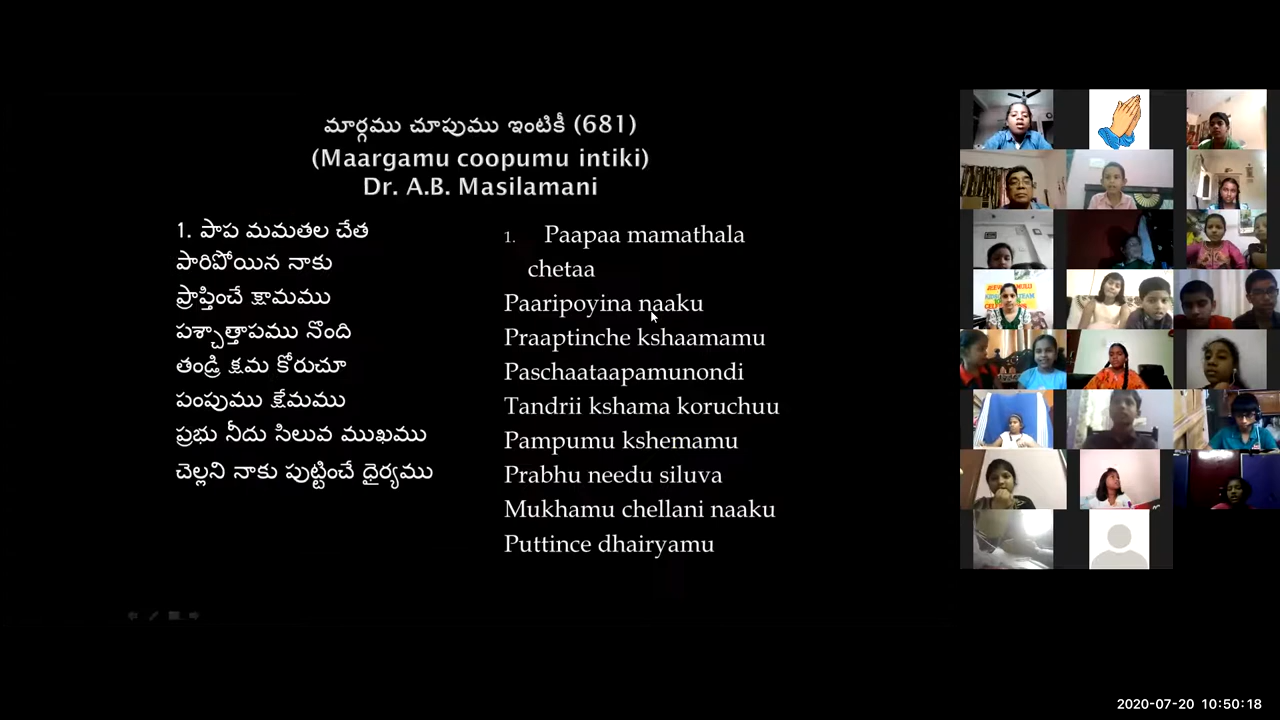 మార్గము చూపుము ఇంటికీ (681)
(Maargamu coopumu intiki)
Dr. A.B. Masilamani
1. పాప మమతల చేత
పారిపోయిన నాకు
ప్రాప్తించే క్షామము
పశ్చాత్తాపము నొంది
తండ్రి క్షమ కోరుచూ
పంపుము క్షేమము
ప్రభు నీదు సిలువ ముఖము
చెల్లని నాకు పుట్టించే ధైర్యము
1. Paapaa mamathala
chetaa
Paaripoyina naaku
Praaptinche kshaamamu
Paschaataapamunondi
Tandrii kshama koruchuu
Pampumu kshemamu
Prabhu needu siluva
Mukhamu chellani naaku
Puttince dhairyamu
2020-07-20 10:50:18